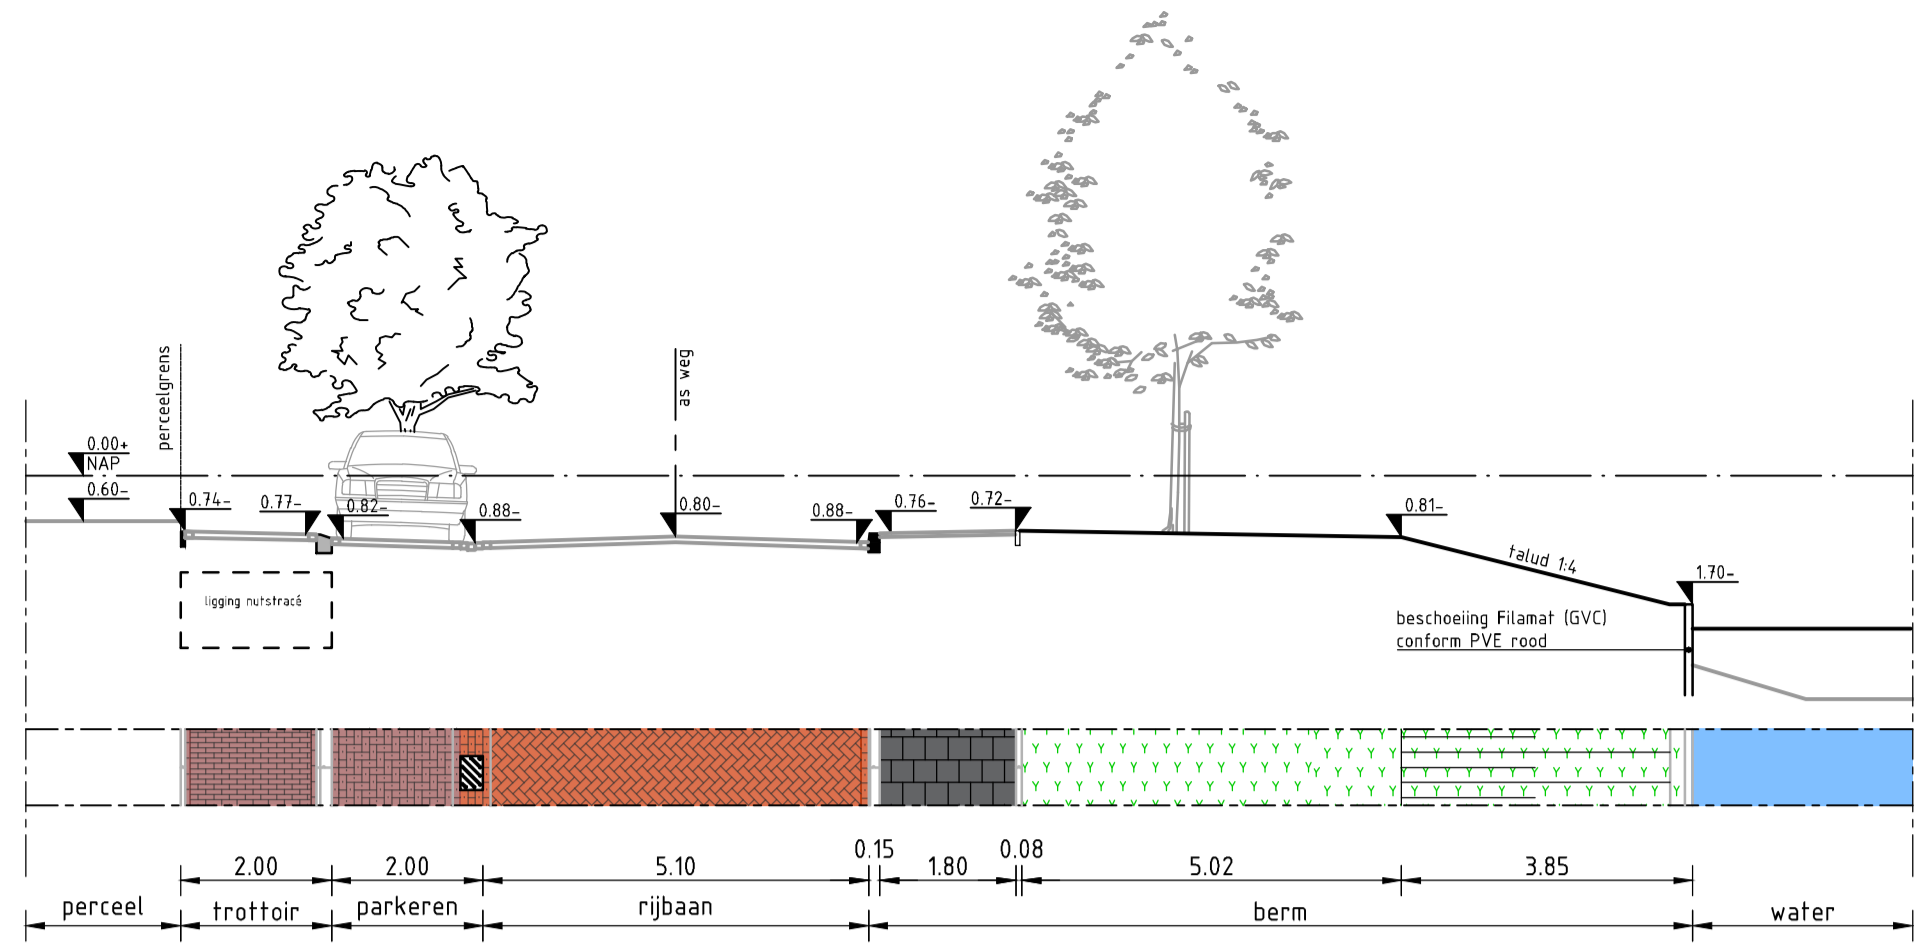 perceelgrens
as weg
0.00+
NAP
0.60-
0.74-
0.77-
0.82-
0.88-
0.80-
0.88-
0.76-
0.72-
0.81-
talud 1:4
1.70-
ligging nutstracé
beschoeiing Filamat (GVC)
conform PVE rood
2.00
2.00
5.10
0.15
1.80
0.08
5.02
3.85
perceel
trottoir
parkeren
rijbaan
berm
water